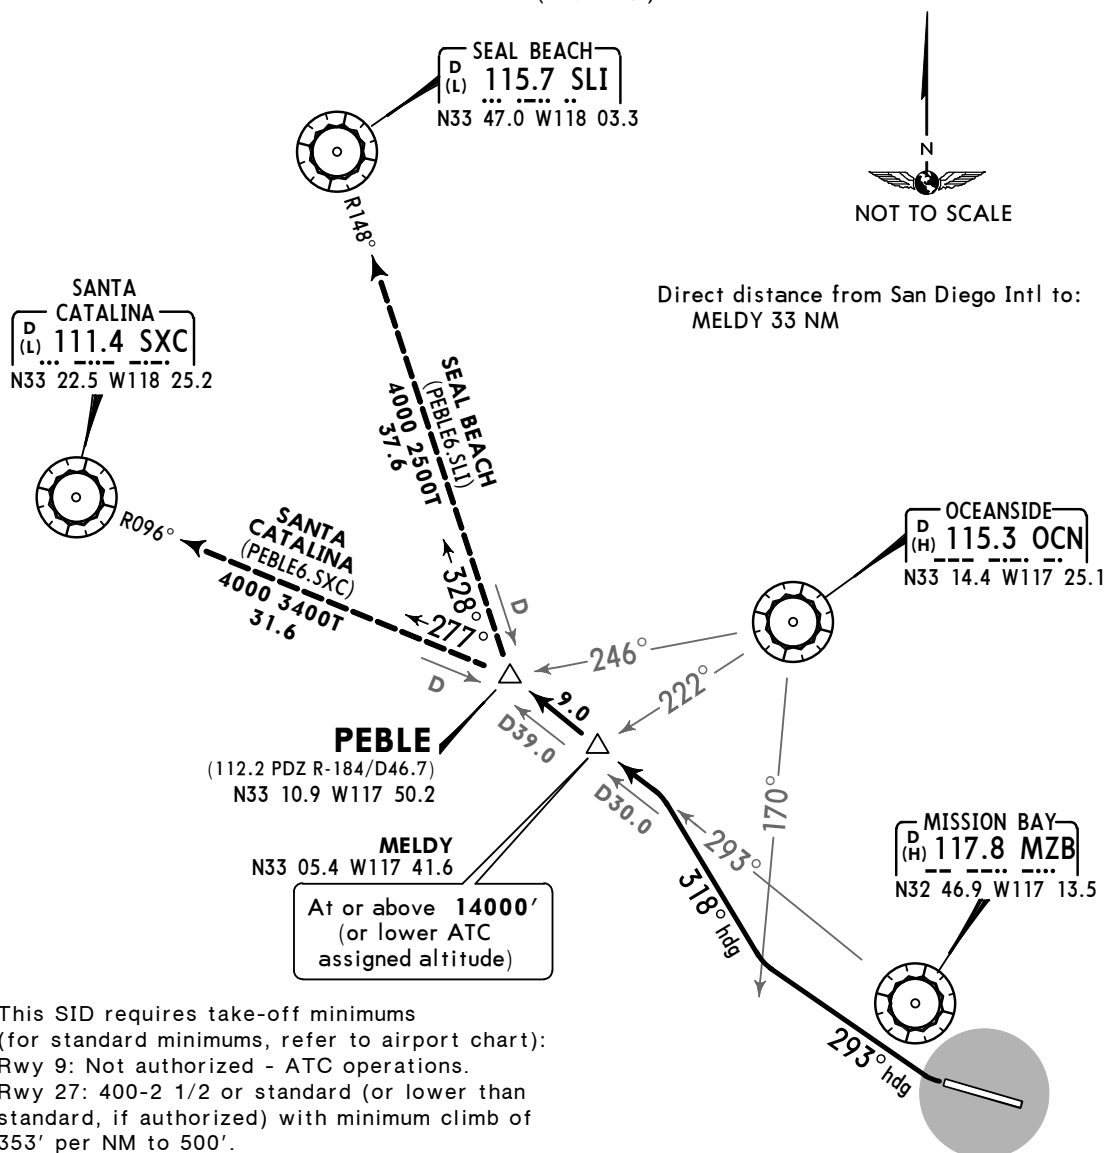 SEAL BEACH
D
(L) 115.7 SLI
N33 47.0 W118 03.3
N
NOT TO SCALE
R148°
Direct distance from San Diego Intl to:
MELDY 33 NM
SANTA
CATALINA
D
(L) 111.4 SXC
N33 22.5 W118 25.2
SEAL BEACH
(PEBLE6.SLI)
4000 2500T
37.6
R096°
SANTA
CATALINA
(PEBLE6.SXC)
4000 3400T
31.6
328°
277°
D
D
OCEANSIDE
D
(H) 115.3 OCN
N33 14.4 W117 25.1
246°
222°
170°
9.0
D39.0
PEBLE
(112.2 PDZ R-184/D46.7)
N33 10.9 W117 50.2
D30.0
293°
MELDY
N33 05.4 W117 41.6
At or above 14000'
(or lower ATC
assigned altitude)
318° hdg
MISSION BAY
D
(H) 117.8 MZB
N32 46.9 W117 13.5
293° hdg
This SID requires take-off minimums
(for standard minimums, refer to airport chart):
Rwy 9: Not authorized - ATC operations.
Rwy 27: 400-2 1/2 or standard (or lower than
standard, if authorized) with minimum climb of
353' per NM to 500'.